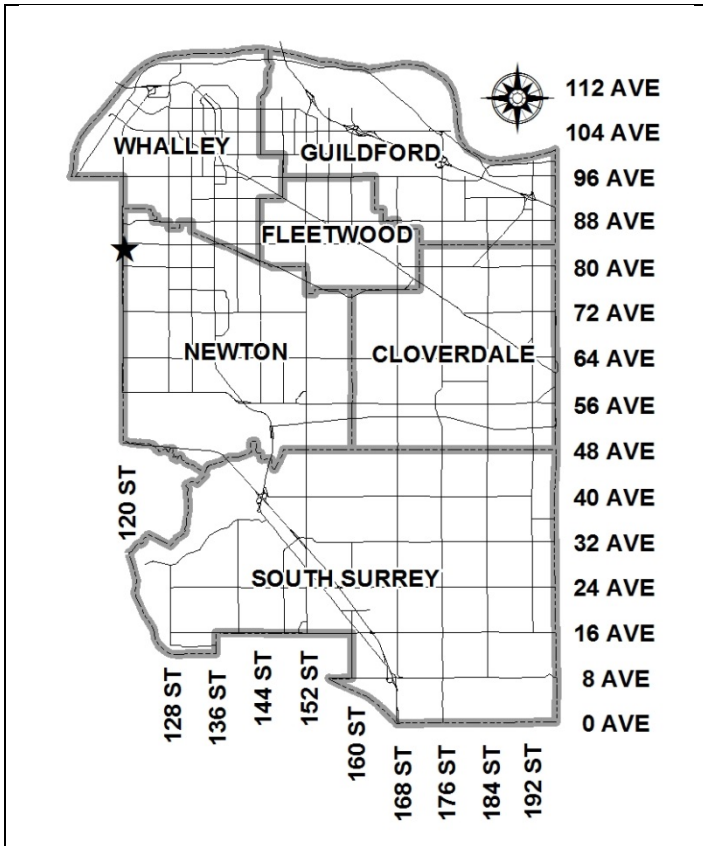 112 AVE
104 AVE
WHALLEY
GUILDFORD
96 AVE
88 AVE
FLEETWOOD
80 AVE
72 AVE
NEWTON
CLOVERDALE
64 AVE
56 AVE
48 AVE
120 ST
40 AVE
32 AVE
SOUTH SURREY
24 AVE
16 AVE
128 ST
136 ST
144 ST
152 ST
160 ST
8 AVE
0 AVE
168 ST
176 ST
184 ST
192 ST